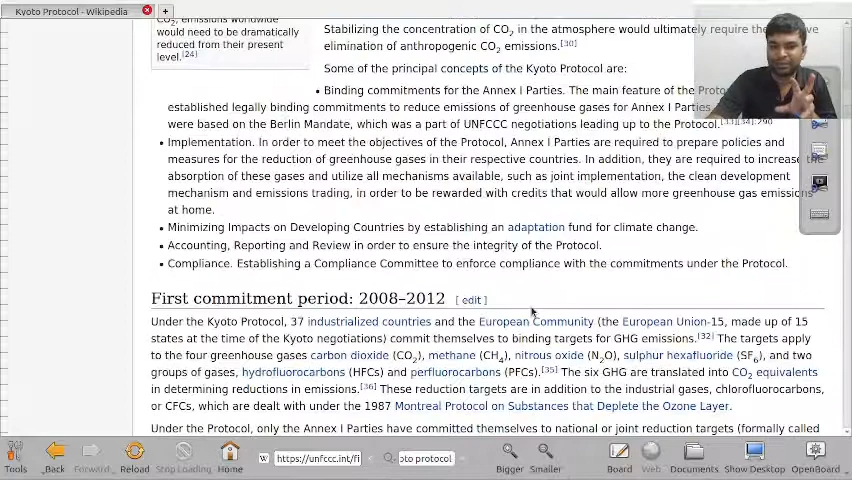 Kyoto Protocol - Wikipedia
CO2, emissions worldwide
would need to be dramatically
reduced from their present
level.[24]
Stabilizing the concentration of CO2 in the atmosphere would ultimately require the
elimination of anthropogenic CO2 emissions.[30]
Some of the principal concepts of the Kyoto Protocol are:
• Binding commitments for the Annex I Parties. The main feature of the
established legally binding commitments to reduce emissions of greenhouse gases for Annex I Parties.
were based on the Berlin Mandate, which was a part of UNFCCC negotiations leading up to the Protocol.[33][34]:290
• Implementation. In order to meet the objectives of the Protocol, Annex I Parties are required to prepare policies and
measures for the reduction of greenhouse gases in their respective countries. In addition, they are required to increase the
absorption of these gases and utilize all mechanisms available, such as joint implementation, the clean development
mechanism and emissions trading, in order to be rewarded with credits that would allow more greenhouse gas emissions
at home.
• Minimizing Impacts on Developing Countries by establishing an adaptation fund for climate change.
• Accounting, Reporting and Review in order to ensure the integrity of the Protocol.
• Compliance. Establishing a Compliance Committee to enforce compliance with the commitments under the Protocol.
First commitment period: 2008–2012 [ edit ]
Under the Kyoto Protocol, 37 industrialized countries and the European Community (the European Union-15, made up of 15
states at the time of the Kyoto negotiations) commit themselves to binding targets for GHG emissions.[32] The targets apply
to the four greenhouse gases carbon dioxide (CO2), methane (CH4), nitrous oxide (N2O), sulphur hexafluoride (SF6), and two
groups of gases, hydrofluorocarbons (HFCs) and perfluorocarbons (PFCs).[35] The six GHG are translated into CO2 equivalents
in determining reductions in emissions.[36] These reduction targets are in addition to the industrial gases, chlorofluorocarbons,
or CFCs, which are dealt with under the 1987 Montreal Protocol on Substances that Deplete the Ozone Layer.
Under the Protocol, only the Annex I Parties have committed themselves to national or joint reduction targets (formally called
Tools Back Forward Reload Stop Loading Home W https://unfccc.int/fi oto protocol Bigger Smaller Board Web Documents Show Desktop OpenBoard